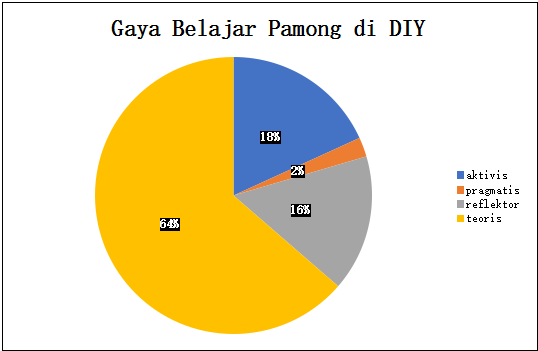 Gaya Belajar Pamong di DIY
18%
2%
16%
64%
aktivis
pragmatis
reflektor
teoris